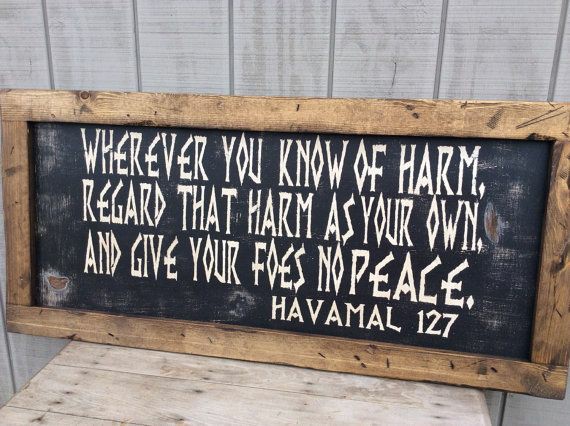 WHEREVER YOU KNOW OF HARM,
REGARD THAT HARM AS YOUR OWN,
AND GIVE YOUR FOES NO PEACE.
HAVAMAL 127